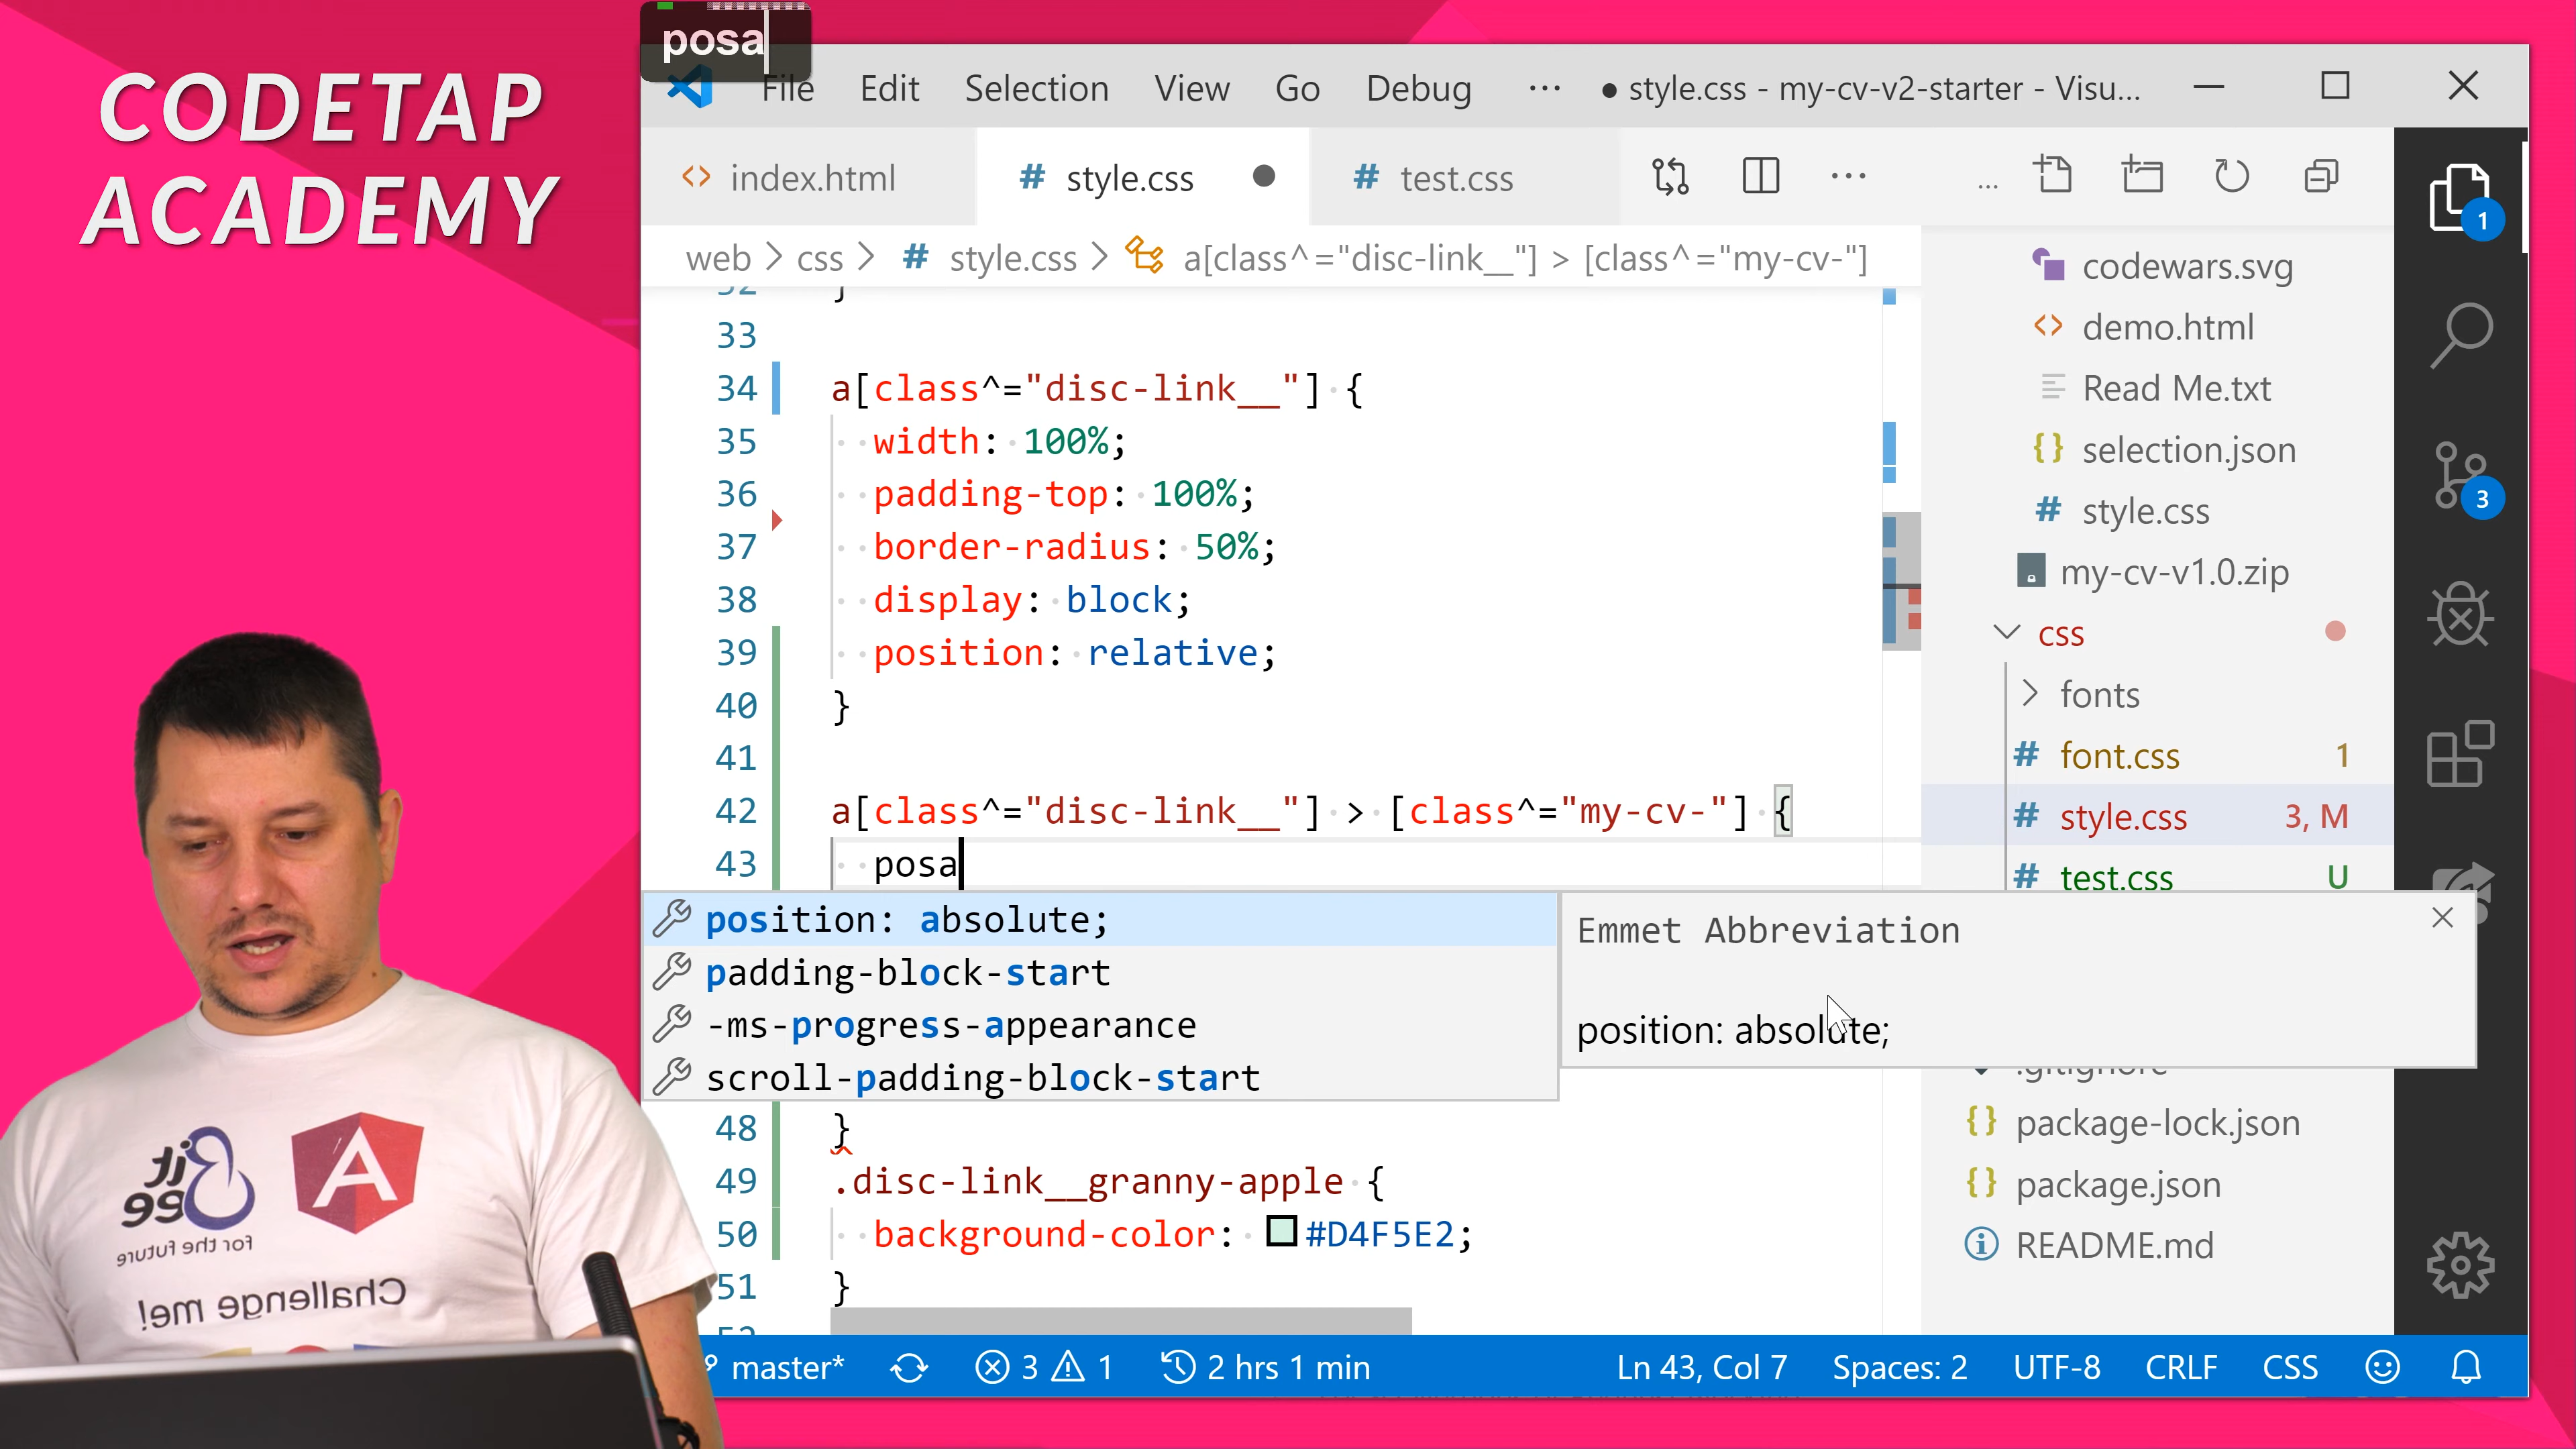 posa
CODETAP
ACADEMY
File Edit Selection View Go Debug ··· ● style.css - my-cv-v2-starter - Visu...
index.html
# style.css
# test.css
web > css > # style.css > a[class^="disc-link__"] > [class^="my-cv-"]
33
34 a[class^="disc-link__"] {
35 width: 100%;
36 padding-top: 100%;
37 border-radius: 50%;
38 display: block;
39 position: relative;
40 }
41
42 a[class^="disc-link__"] > [class^="my-cv-"] {
43 posa
position: absolute;
padding-block-start
-ms-progress-appearance
scroll-padding-block-start
Emmet Abbreviation
position: absolute;
48 }
49 .disc-link__granny-apple {
50 background-color: #D4F5E2;
51 }
codewars.svg
demo.html
Read Me.txt
{} selection.json
# style.css
my-cv-v1.0.zip
css
fonts
# font.css 1
# style.css 3, M
# test.css U
.gitignore
{} package-lock.json
{} package.json
README.md
1
3
Bit
Bee
for the future
A
Challenge me!
master* 3 1 2 hrs 1 min Ln 43, Col 7 Spaces: 2 UTF-8 CRLF CSS